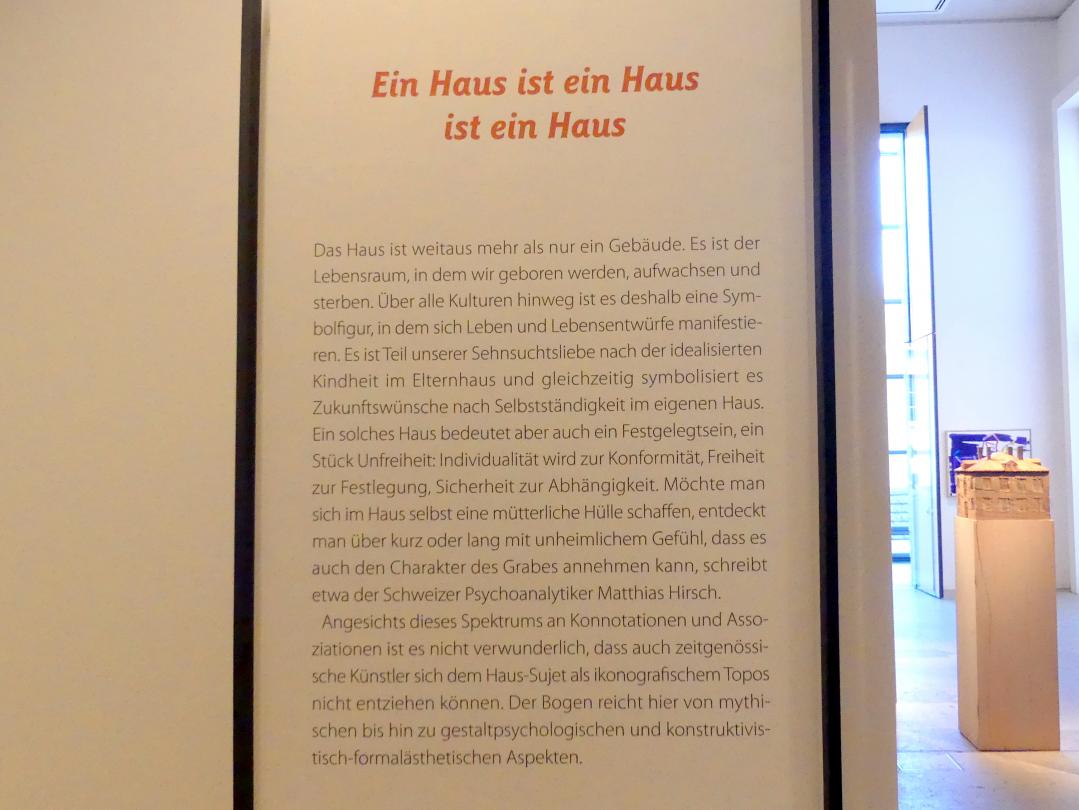 Ein Haus ist ein Haus
ist ein Haus
Das Haus ist weitaus mehr als nur ein Gebäude. Es ist der
Lebensraum, in dem wir geboren werden, aufwachsen und
sterben. Über alle Kulturen hinweg ist es deshalb eine Sym-
bolfigur, in dem sich Leben und Lebensentwürfe manifestie-
ren. Es ist Teil unserer Sehnsuchtsliebe nach der idealisierten
Kindheit im Elternhaus und gleichzeitig symbolisiert es
Zukunftswünsche nach Selbstständigkeit im eigenen Haus.
Ein solches Haus bedeutet aber auch ein Festgelegtsein, ein
Stück Unfreiheit: Individualität wird zur Konformität, Freiheit
zur Festlegung, Sicherheit zur Abhängigkeit. Möchte man
sich im Haus selbst eine mütterliche Hülle schaffen, entdeckt
man über kurz oder lang mit unheimlichem Gefühl, dass es
auch den Charakter des Grabes annehmen kann, schreibt
etwa der Schweizer Psychoanalytiker Matthias Hirsch.
Angesichts dieses Spektrums an Konnotationen und Asso-
ziationen ist es nicht verwunderlich, dass auch zeitgenössi-
sche Künstler sich dem Haus-Sujet als ikonografischem Topos
nicht entziehen können. Der Bogen reicht hier von mythi-
schen bis hin zu gestaltpsychologischen und konstruktivis-
tisch-formalästhetischen Aspekten.